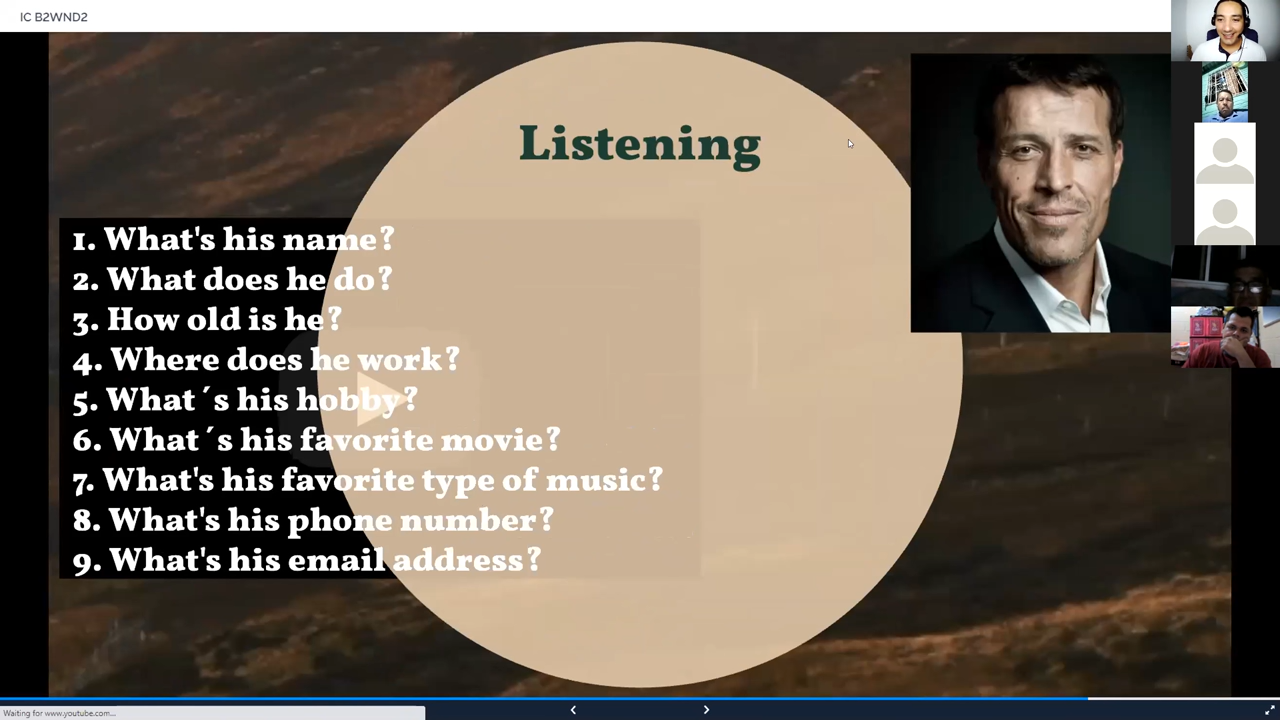 IC B2WND2
Listening
1. What's his name?
2. What does he do?
3. How old is he?
4. Where does he work?
5. What´s his hobby?
6. What´s his favorite movie?
7. What's his favorite type of music?
8. What's his phone number?
9. What's his email address?
Waiting for www.youtube.com...